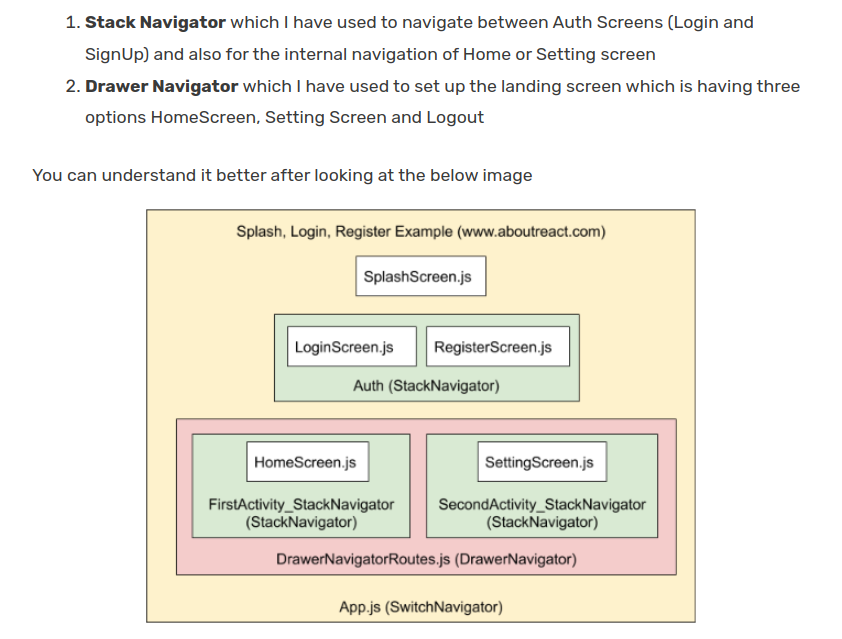 1. Stack Navigator which I have used to navigate between Auth Screens (Login and
SignUp) and also for the internal navigation of Home or Setting screen
2. Drawer Navigator which I have used to set up the landing screen which is having three
options HomeScreen, Setting Screen and Logout
You can understand it better after looking at the below image
Splash, Login, Register Example (www.aboutreact.com)
SplashScreen.js
LoginScreen.js
RegisterScreen.js
Auth (StackNavigator)
HomeScreen.js
FirstActivity_StackNavigator
(StackNavigator)
SettingScreen.js
SecondActivity_StackNavigator
(StackNavigator)
DrawerNavigatorRoutes.js (DrawerNavigator)
App.js (SwitchNavigator)